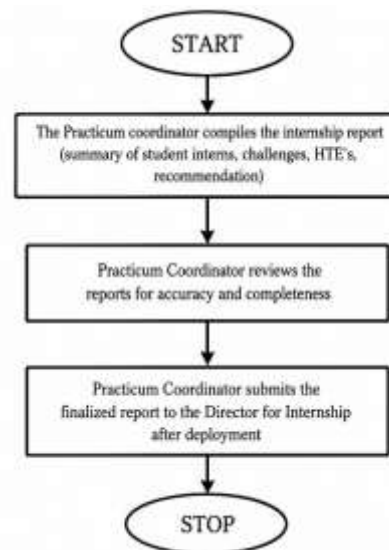 START
The Practicum coordinator compiles the internship report
(summary of student interns, challenges, HTE's,
recommendation)
Practicum Coordinator reviews the
reports for accuracy and completeness
Practicum Coordinator submits the
finalized report to the Director for Internship
after deployment
STOP